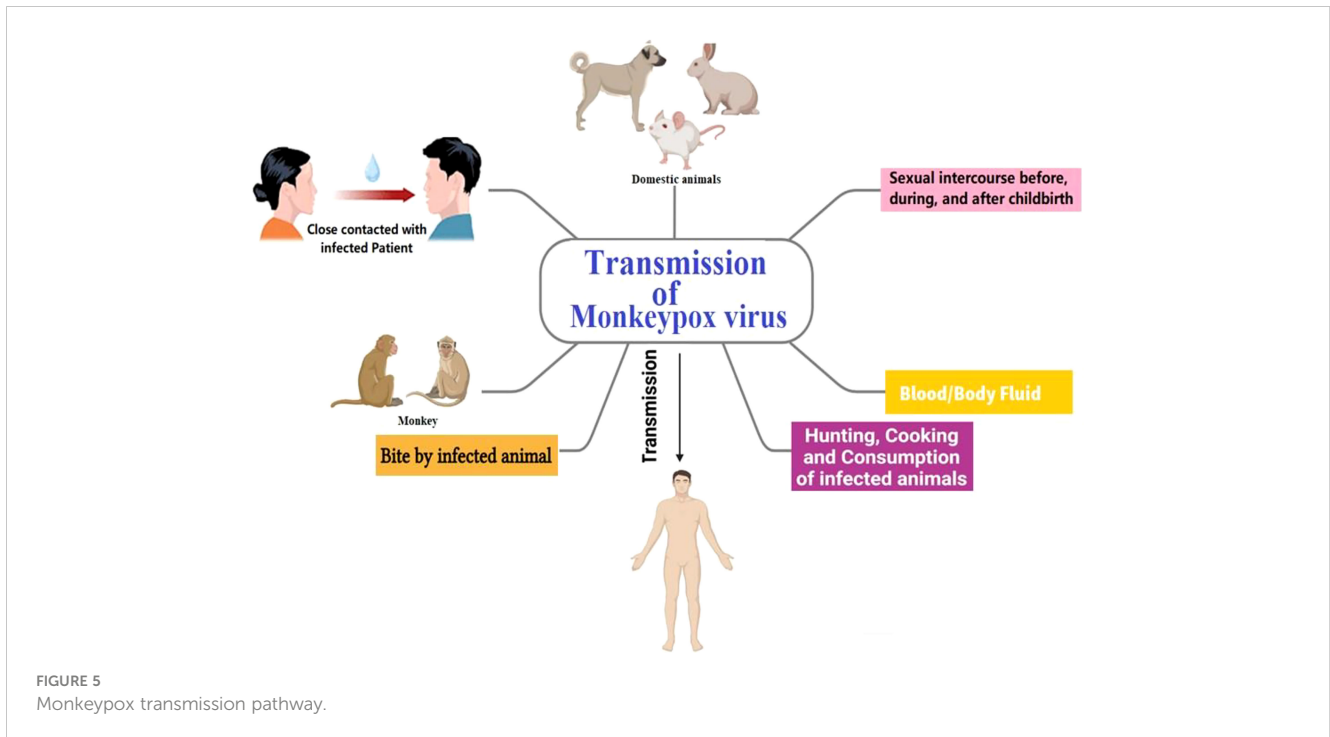 Domestic animals
Close contacted with
infected Patient
Sexual intercourse before,
during, and after childbirth
Transmission
of
Monkeypox virus
Monkey
Bite by infected animal
Transmission
Blood/Body Fluid
Hunting, Cooking
and Consumption
of infected animals
FIGURE 5
Monkeypox transmission pathway.